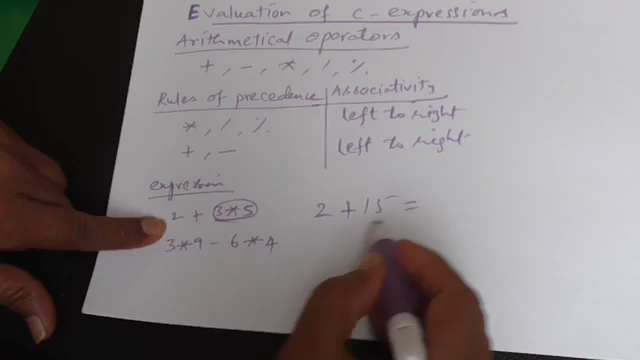 Evaluation of C-expressions
Arithmetical oparators
+, -, *, /, %.
Rules of precedence Associativity
*, /, % left to right
+, - left to right
expression
2 + 3*5 2 + 15 =
3*9 - 6*4